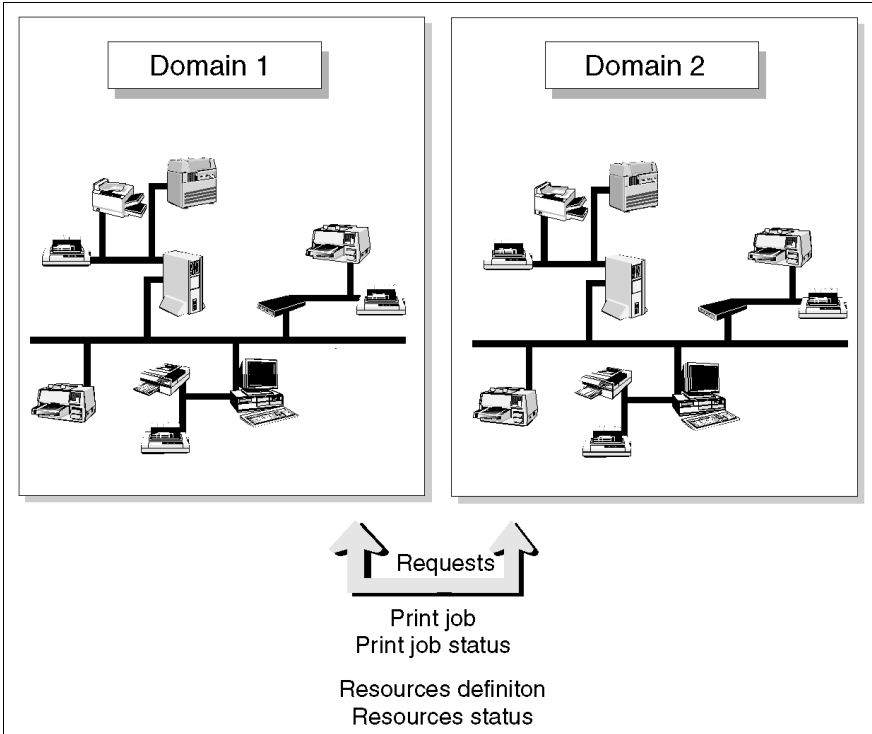 Domain 1
Domain 2
Requests
Print job
Print job status
Resources definiton
Resources status